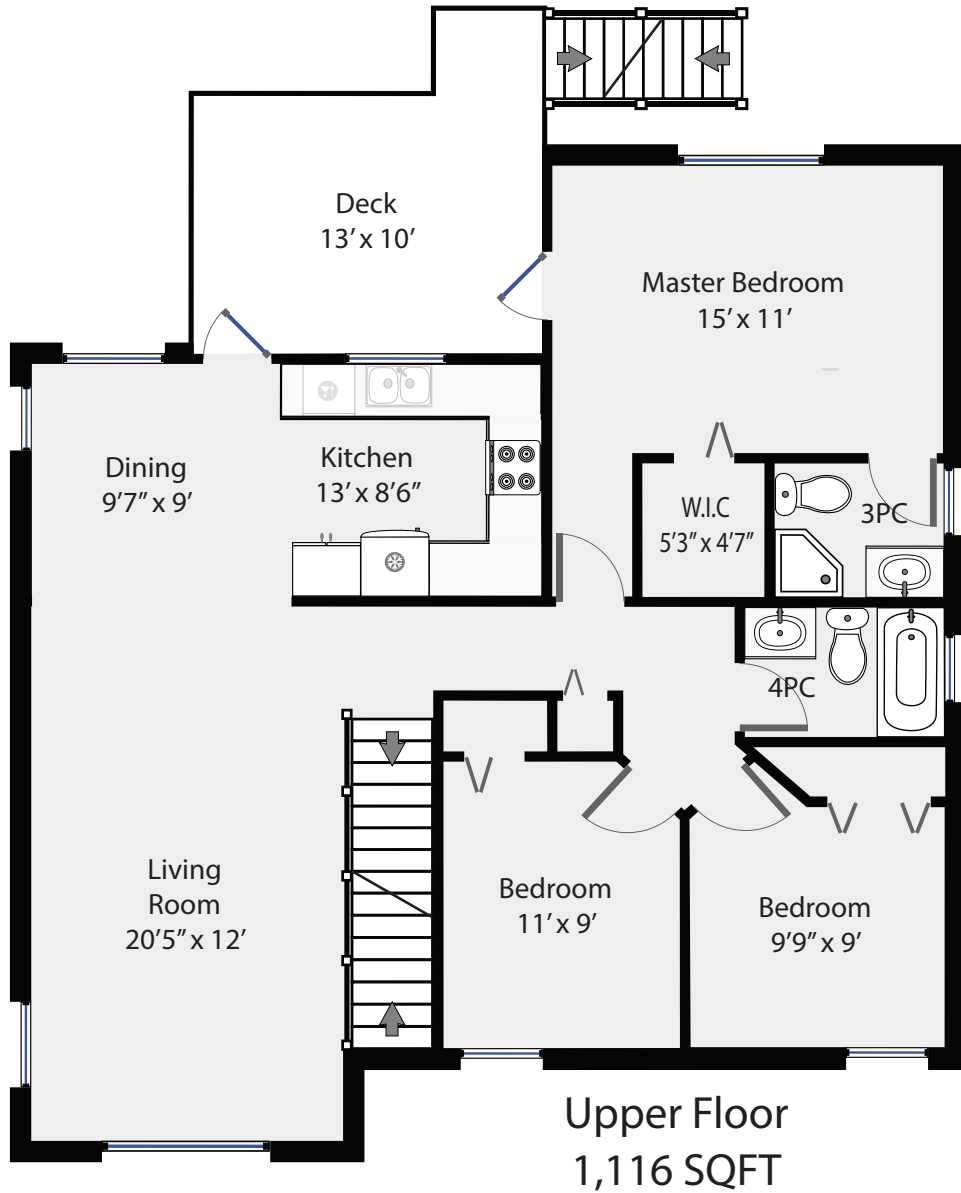 Deck
13’ x 10’
Master Bedroom
15’ x 11’
Dining
9’7” x 9’
Kitchen
13’ x 8’6”
W.I.C
5’3” x 4’7”
3PC
4PC
Living
Room
20’5” x 12’
Bedroom
11’ x 9’
Bedroom
9’9” x 9’
Upper Floor
1,116 SQFT